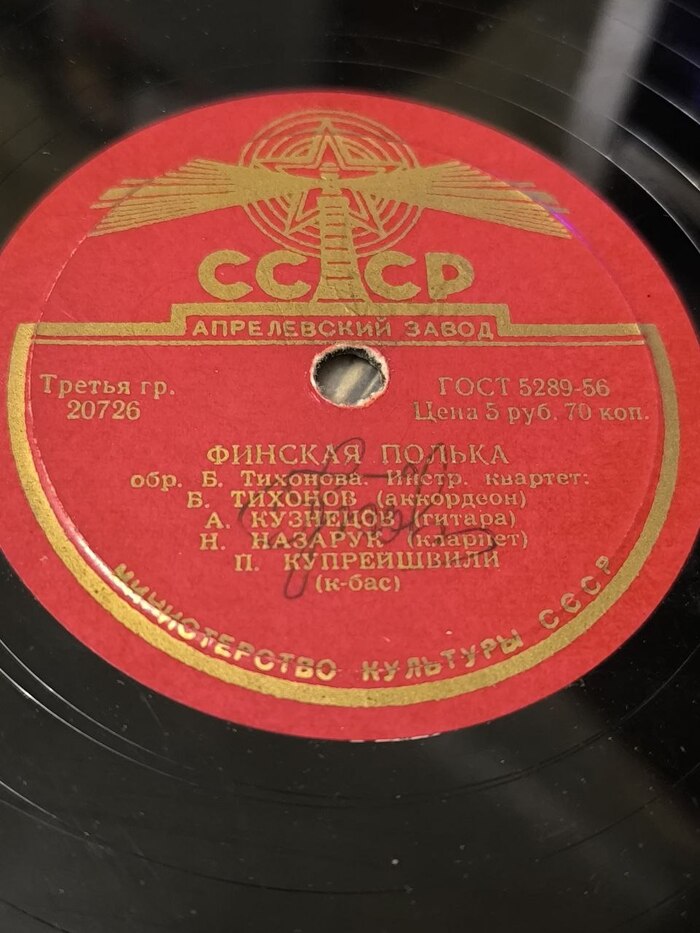 СССР
АПРЕЛЕВСКИЙ ЗАВОД
Третья гр.
20726
ГОСТ 5289-56
Цена 5 руб. 70 коп.
ФИНСКАЯ ПОЛЬКА
обр. Б. Тихонова. Инстр. квартет:
Б. ТИХОНОВ (аккордеон)
А. КУЗНЕЦОВ (гитара)
Н. НАЗАРУК (кларнет)
П. КУПРЕЙШВИЛИ
(к-бас)
МИНИСТЕРСТВО КУЛЬТУРЫ СССР